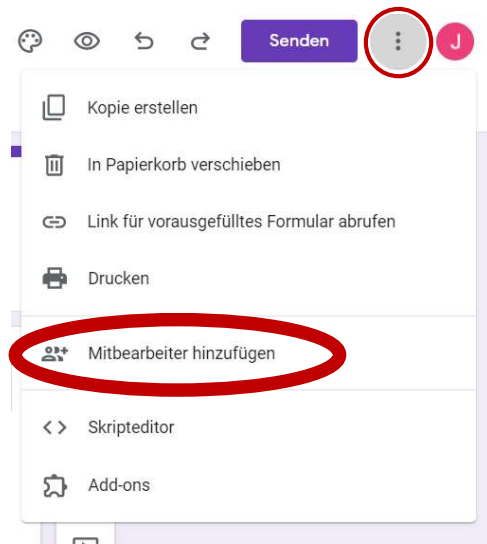 Senden
J
Kopie erstellen
In Papierkorb verschieben
Link für vorausgefülltes Formular abrufen
Drucken
Mitbearbeiter hinzufügen
Skripteditor
Add-ons